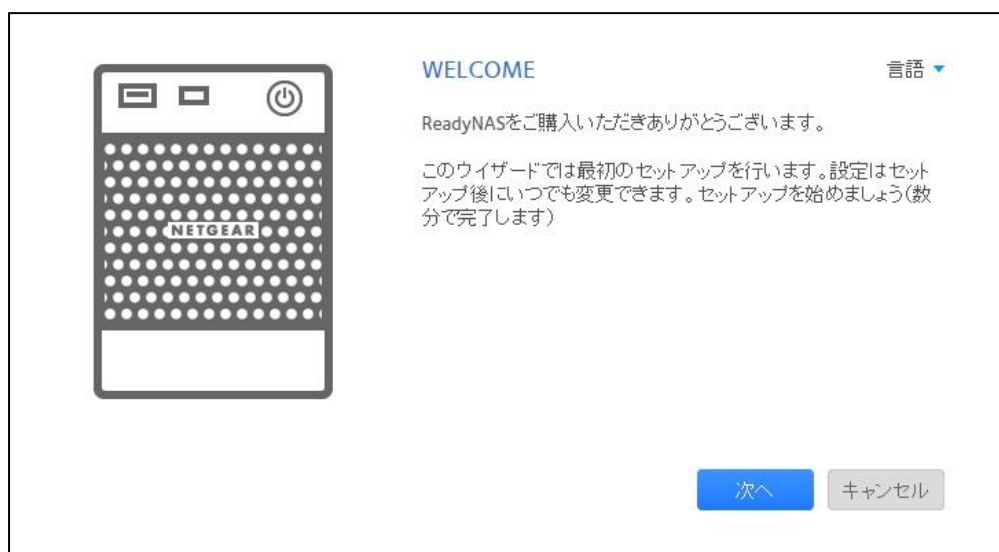 WELCOME
言語
ReadyNASをご購入いただきありがとうございます。
このウイザードでは最初のセットアップを行います。設定はセット
アップ後にいつでも変更できます。セットアップを始めましょう(数
分で完了します)
NETGEAR
次へ
キャンセル